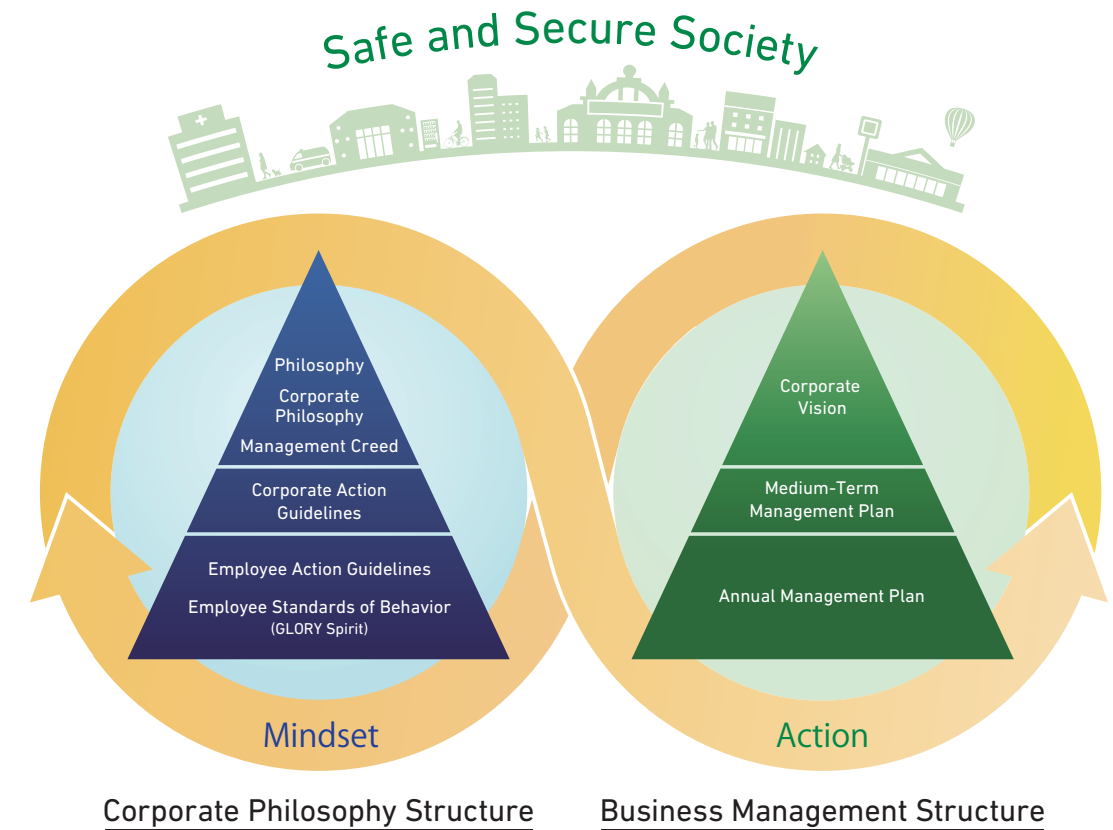 Safe and Secure Society
Philosophy
Corporate
Philosophy
Management Creed
Corporate Action
Guidelines
Employee Action Guidelines
Employee Standards of Behavior
(GLORY Spirit)
Mindset
Corporate Philosophy Structure
Corporate
Vision
Medium-Term
Management Plan
Annual Management Plan
Action
Business Management Structure